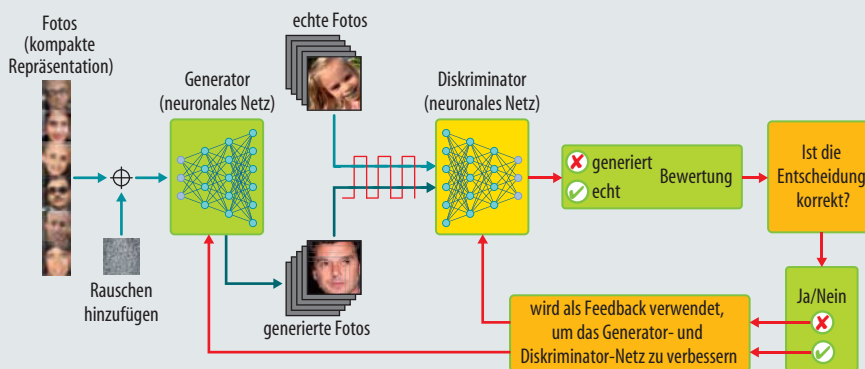 Fotos
(kompakte
Repräsentation)
Generator
(neuronales Netz)
echte Fotos
Diskriminator
(neuronales Netz)
generiert
echt
Bewertung
Ist die
Entscheidung
korrekt?
Rauschen
hinzufügen
generierte Fotos
wird als Feedback verwendet,
um das Generator- und
Diskriminator-Netz zu verbessern
Ja/Nein